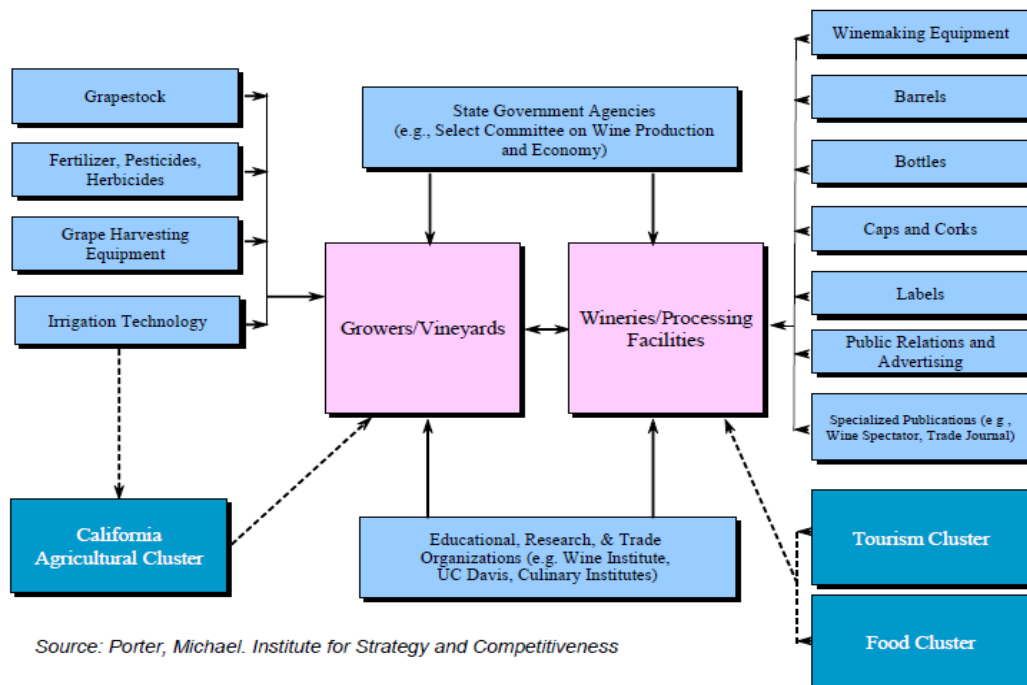 Grapestock
Fertilizer, Pesticides,
Herbicides
Grape Harvesting
Equipment
Irrigation Technology
California
Agricultural Cluster
State Government Agencies
(e.g., Select Committee on Wine Production
and Economy)
Growers/Vineyards
Wineries/Processing
Facilities
Educational, Research, & Trade
Organizations (e.g. Wine Institute,
UC Davis, Culinary Institutes)
Winemaking Equipment
Barrels
Bottles
Caps and Corks
Labels
Public Relations and
Advertising
Specialized Publications (e g ,
Wine Spectator, Trade Journal)
Tourism Cluster
Food Cluster
Source: Porter, Michael. Institute for Strategy and Competitiveness